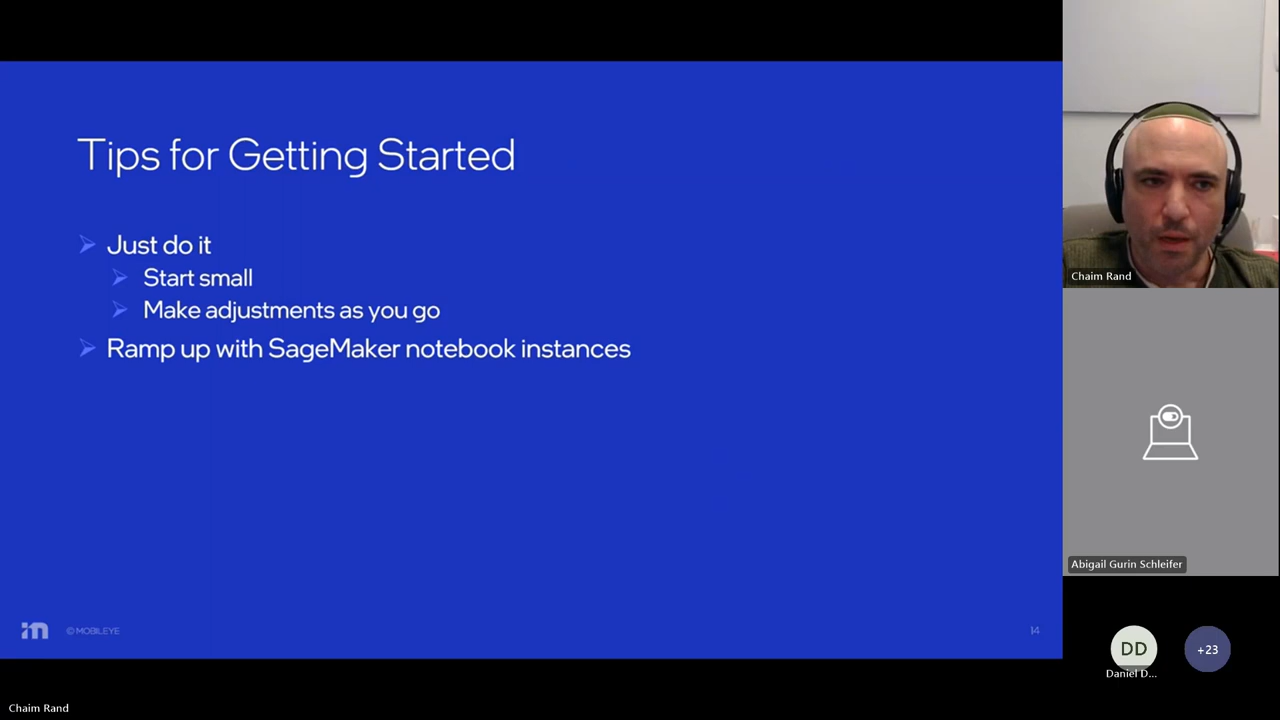 Tips for Getting Started
Just do it
Start small
Make adjustments as you go
Ramp up with SageMaker notebook instances
© MOBILEYE
14
Chaim Rand
Abigail Gurin Schleifer
DD
+23
Daniel D...
Chaim Rand